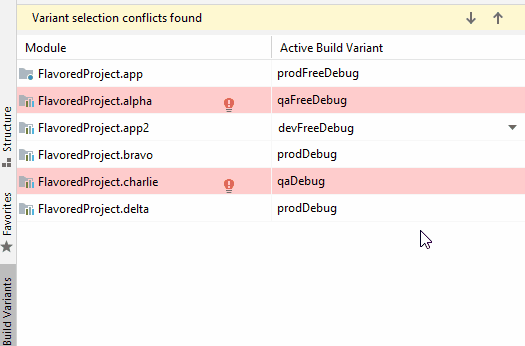 Variant selection conflicts found
Module Active Build Variant
FlavoredProject.app prodFreeDebug
FlavoredProject.alpha qaFreeDebug
FlavoredProject.app2 devFreeDebug
FlavoredProject.bravo prodDebug
FlavoredProject.charlie qaDebug
FlavoredProject.delta prodDebug
Structure
Favorites
Build Variants